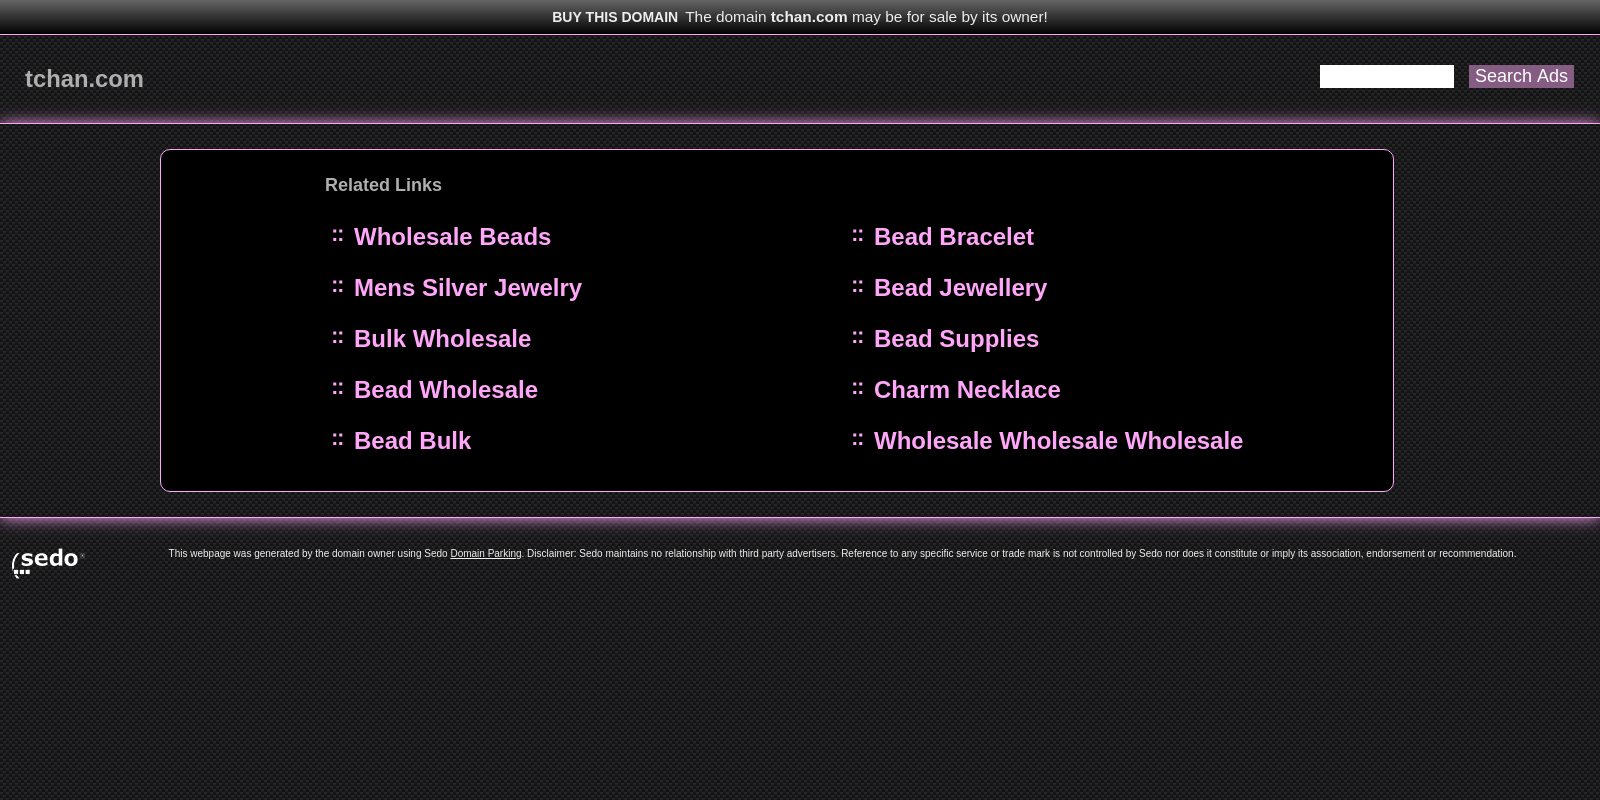 BUY THIS DOMAIN The domain tchan.com may be for sale by its owner!
tchan.com
Search Ads
Related Links
Wholesale Beads
Mens Silver Jewelry
Bulk Wholesale
Bead Wholesale
Bead Bulk
Bead Bracelet
Bead Jewellery
Bead Supplies
Charm Necklace
Wholesale Wholesale Wholesale
sedo
This webpage was generated by the domain owner using Sedo Domain Parking. Disclaimer: Sedo maintains no relationship with third party advertisers. Reference to any specific service or trade mark is not controlled by Sedo nor does it constitute or imply its association, endorsement or recommendation.